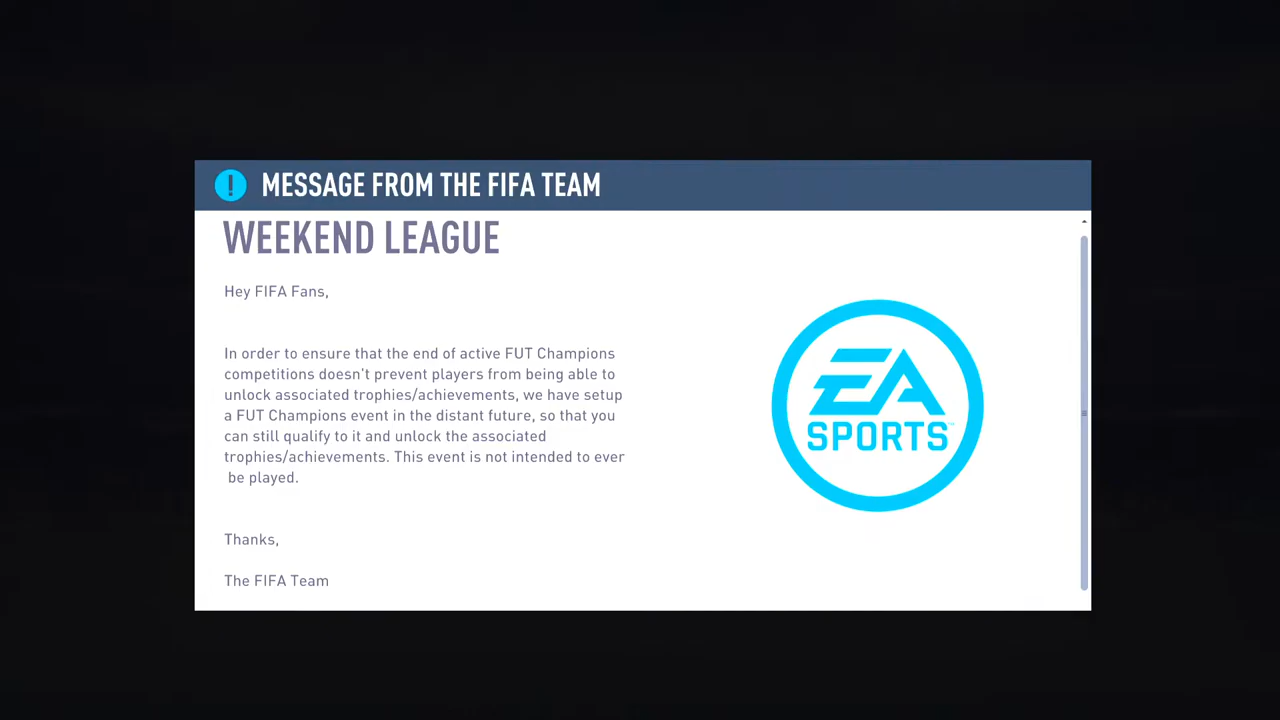 MESSAGE FROM THE FIFA TEAM
WEEKEND LEAGUE
Hey FIFA Fans,
In order to ensure that the end of active FUT Champions
competitions doesn't prevent players from being able to
unlock associated trophies/achievements, we have setup
a FUT Champions event in the distant future, so that you
can still qualify to it and unlock the associated
trophies/achievements. This event is not intended to ever
be played.
Thanks,
The FIFA Team
EA
SPORTS™